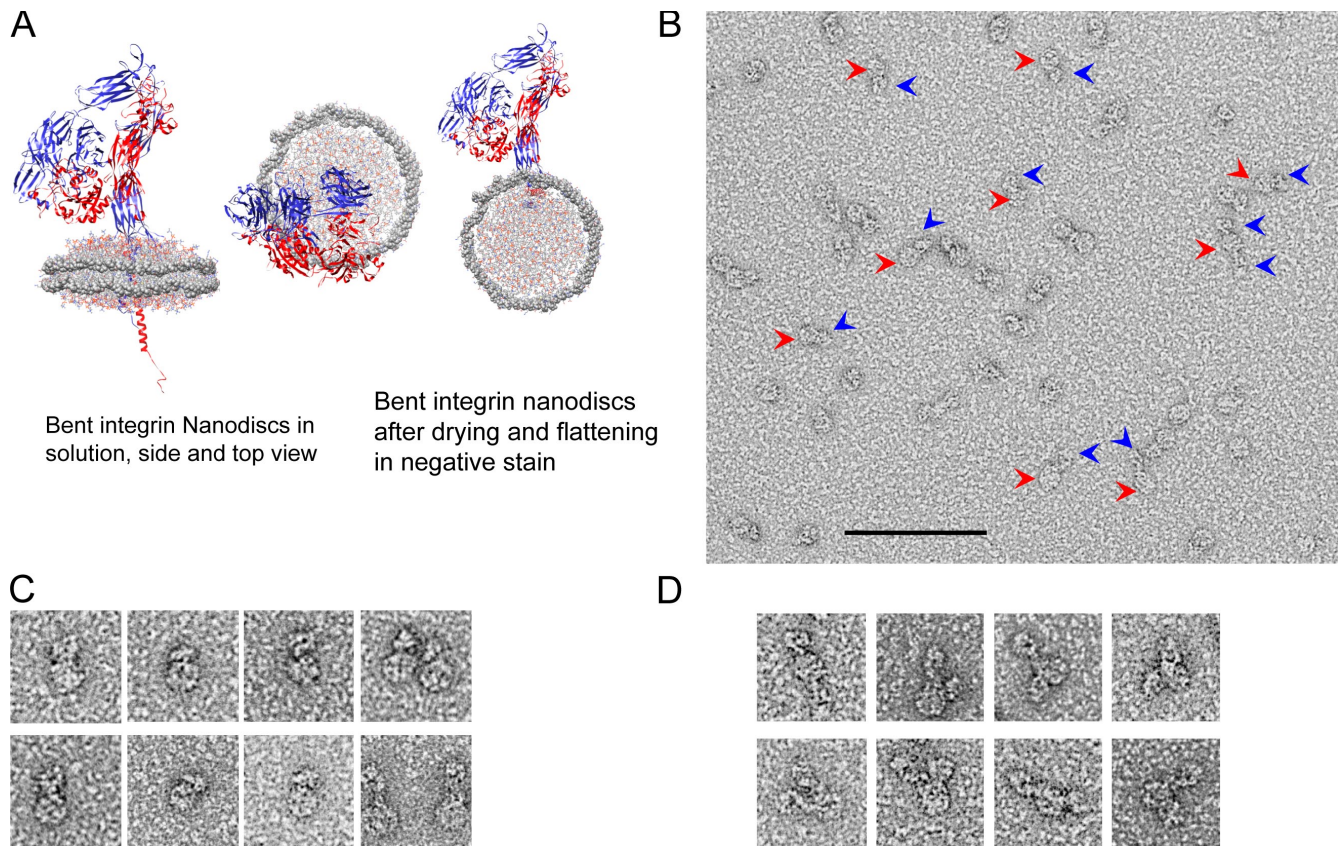 A
B
Bent integrin Nanodiscs in
solution, side and top view
Bent integrin nanodiscs
after drying and flattening
in negative stain
C
D